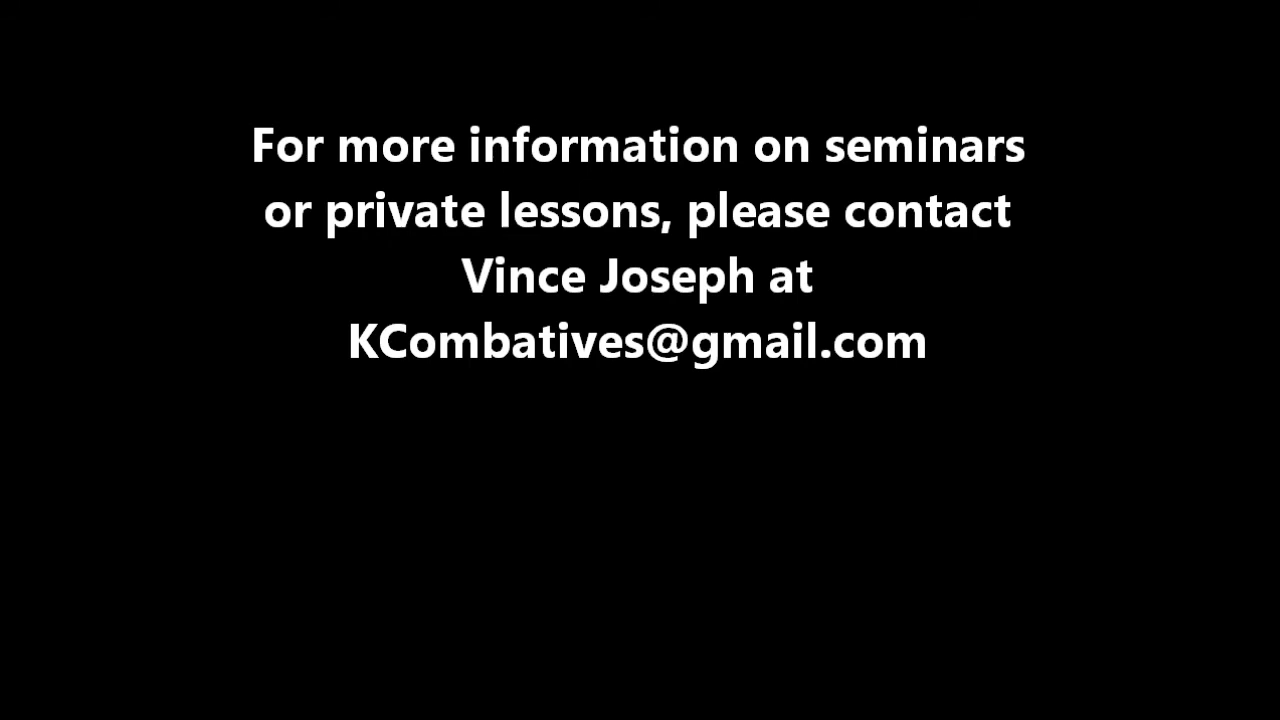 For more information on seminars
or private lessons, please contact
Vince Joseph at
KCombatives@gmail.com